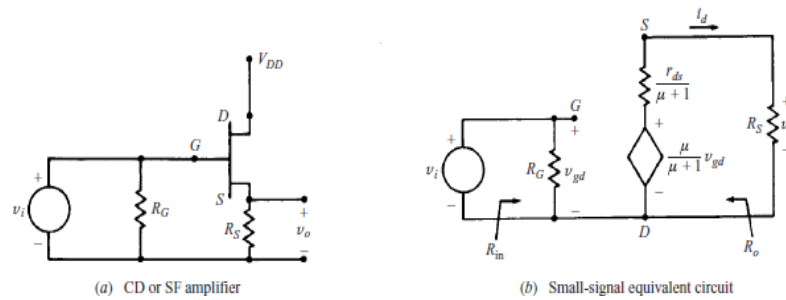 V_DD
D
G
S
+
v_i
−
R_G
R_S
+
v_o
−
(a) CD or SF amplifier
S
i_d
r_ds
μ + 1
G
+
v_i
−
+
R_G
v_gd
−
+
μ
μ + 1
v_gd
−
R_S
+
v
−
R_in
D
R_o
(b) Small-signal equivalent circuit